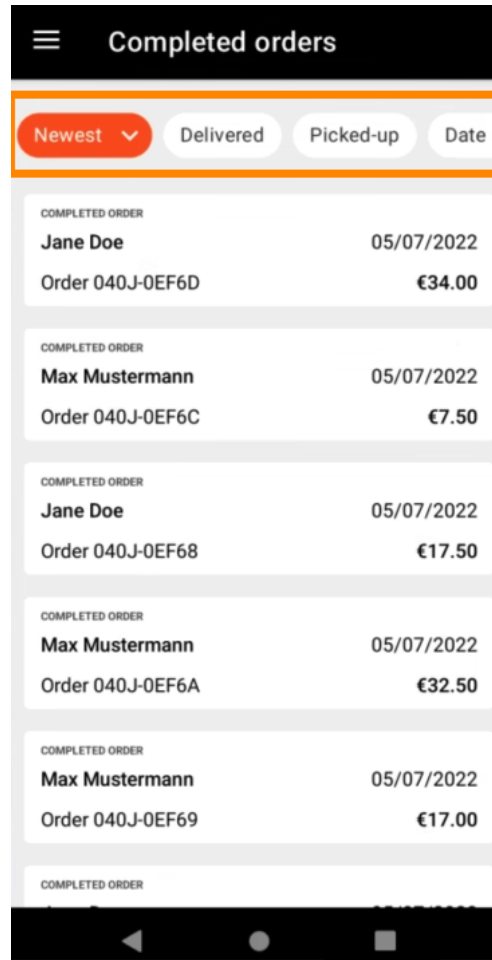 Completed orders
Newest Delivered Picked-up Date
COMPLETED ORDER
Jane Doe 05/07/2022
Order 040J-0EF6D €34.00
COMPLETED ORDER
Max Mustermann 05/07/2022
Order 040J-0EF6C €7.50
COMPLETED ORDER
Jane Doe 05/07/2022
Order 040J-0EF68 €17.50
COMPLETED ORDER
Max Mustermann 05/07/2022
Order 040J-0EF6A €32.50
COMPLETED ORDER
Max Mustermann 05/07/2022
Order 040J-0EF69 €17.00
COMPLETED ORDER